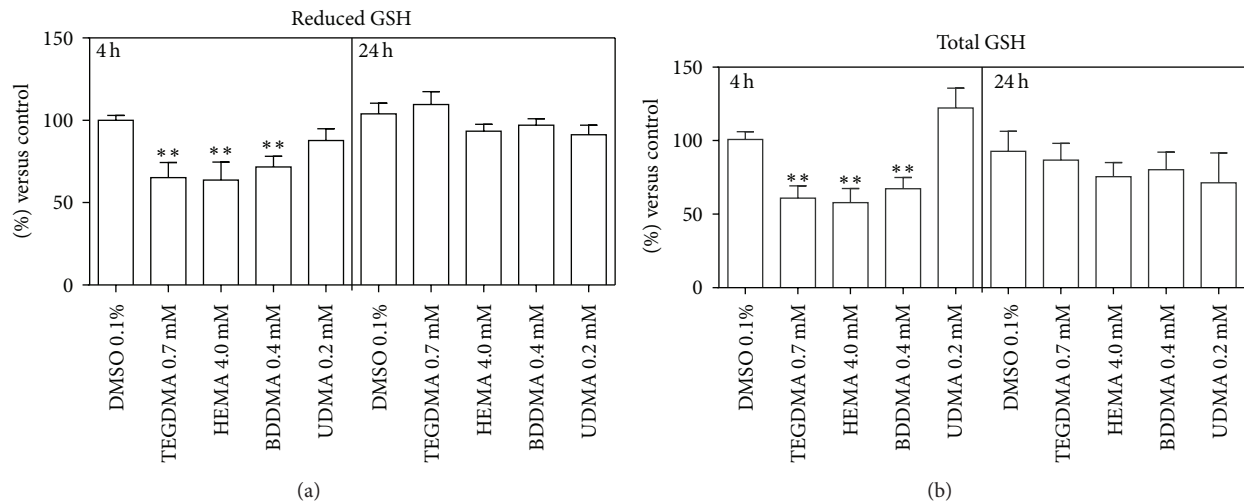 Reduced GSH
150
100
50
0
(%) versus control
4 h
24 h
** ** **
DMSO 0.1%
TEGDMA 0.7 mM
HEMA 4.0 mM
BDDMA 0.4 mM
UDMA 0.2 mM
DMSO 0.1%
TEGDMA 0.7 mM
HEMA 4.0 mM
BDDMA 0.4 mM
UDMA 0.2 mM
(a)
Total GSH
150
100
50
0
(%) versus control
4 h
24 h
** ** **
DMSO 0.1%
TEGDMA 0.7 mM
HEMA 4.0 mM
BDDMA 0.4 mM
UDMA 0.2 mM
DMSO 0.1%
TEGDMA 0.7 mM
HEMA 4.0 mM
BDDMA 0.4 mM
UDMA 0.2 mM
(b)